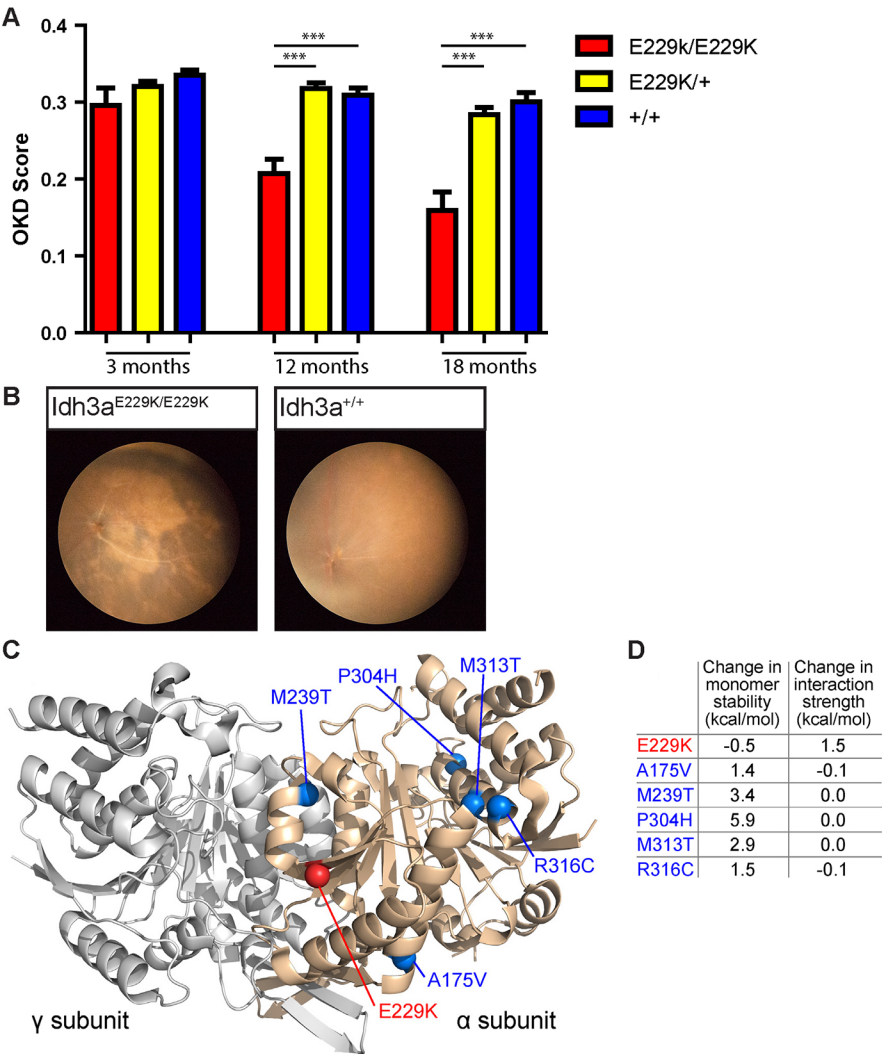 A
0.4
0.3
0.2
0.1
0.0
OKD Score
***
***
***
***
3 months
12 months
18 months
E229k/E229K
E229K/+
+/+
B
Idh3aE229K/E229K
Idh3a+/+
C
M239T
P304H
M313T
R316C
A175V
E229K
γ subunit
α subunit
D
Change in monomer stability (kcal/mol)
Change in interaction strength (kcal/mol)
E229K -0.5 1.5
A175V 1.4 -0.1
M239T 3.4 0.0
P304H 5.9 0.0
M313T 2.9 0.0
R316C 1.5 -0.1